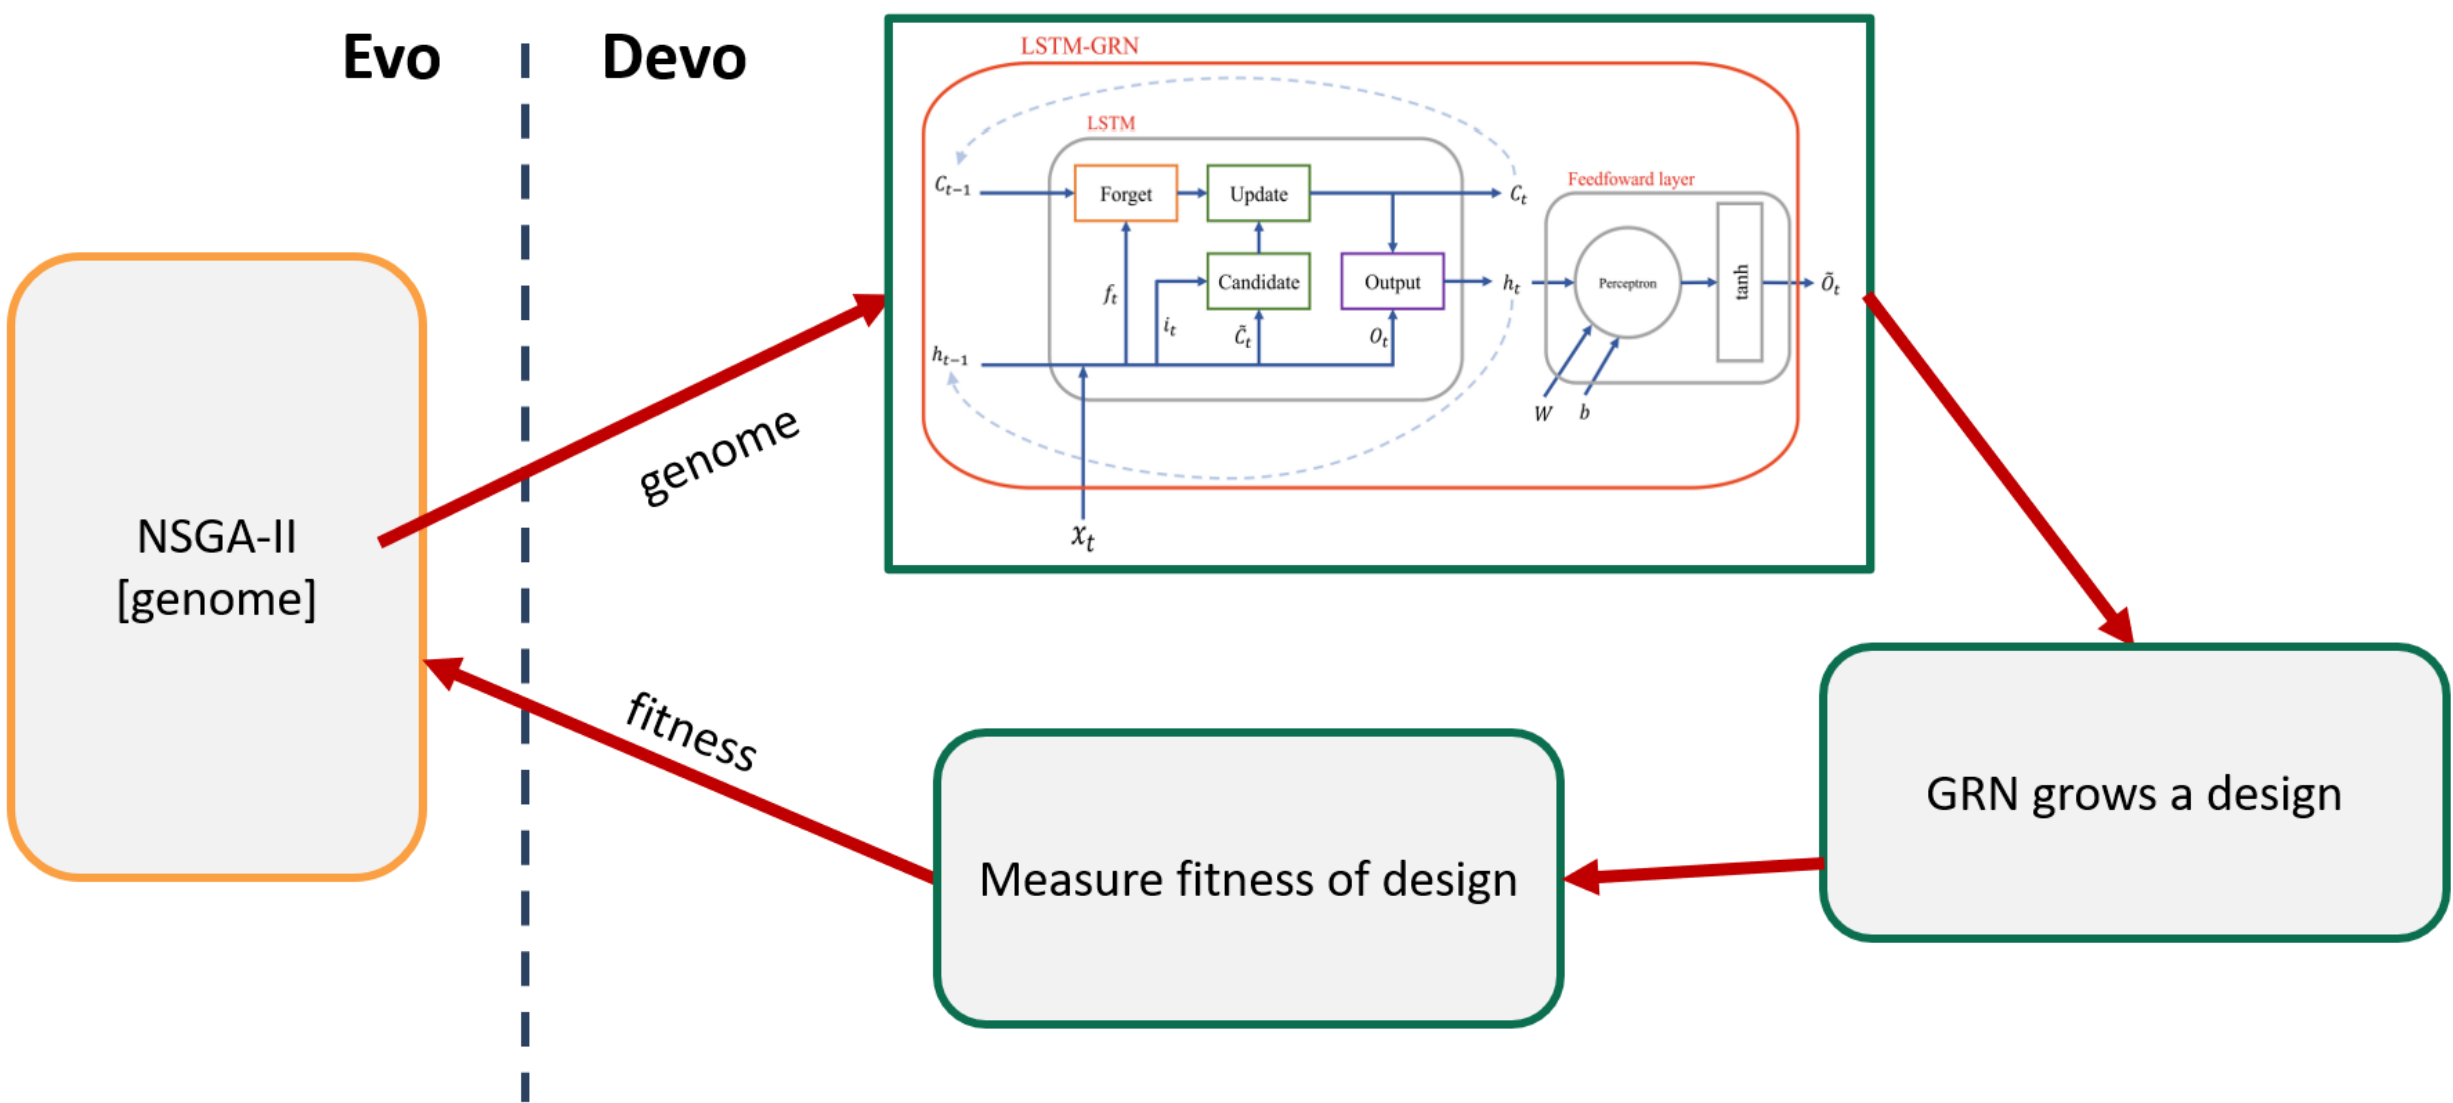 Evo
Devo
LSTM-GRN
LSTM
Feedfoward layer
C_{t-1}
Forget
Update
C_t
Candidate
Output
h_t
Perceptron
tanh
Õ_t
f_t
i_t
C̃_t
O_t
h_{t-1}
W
b
x_t
genome
NSGA-II
[genome]
fitness
GRN grows a design
Measure fitness of design